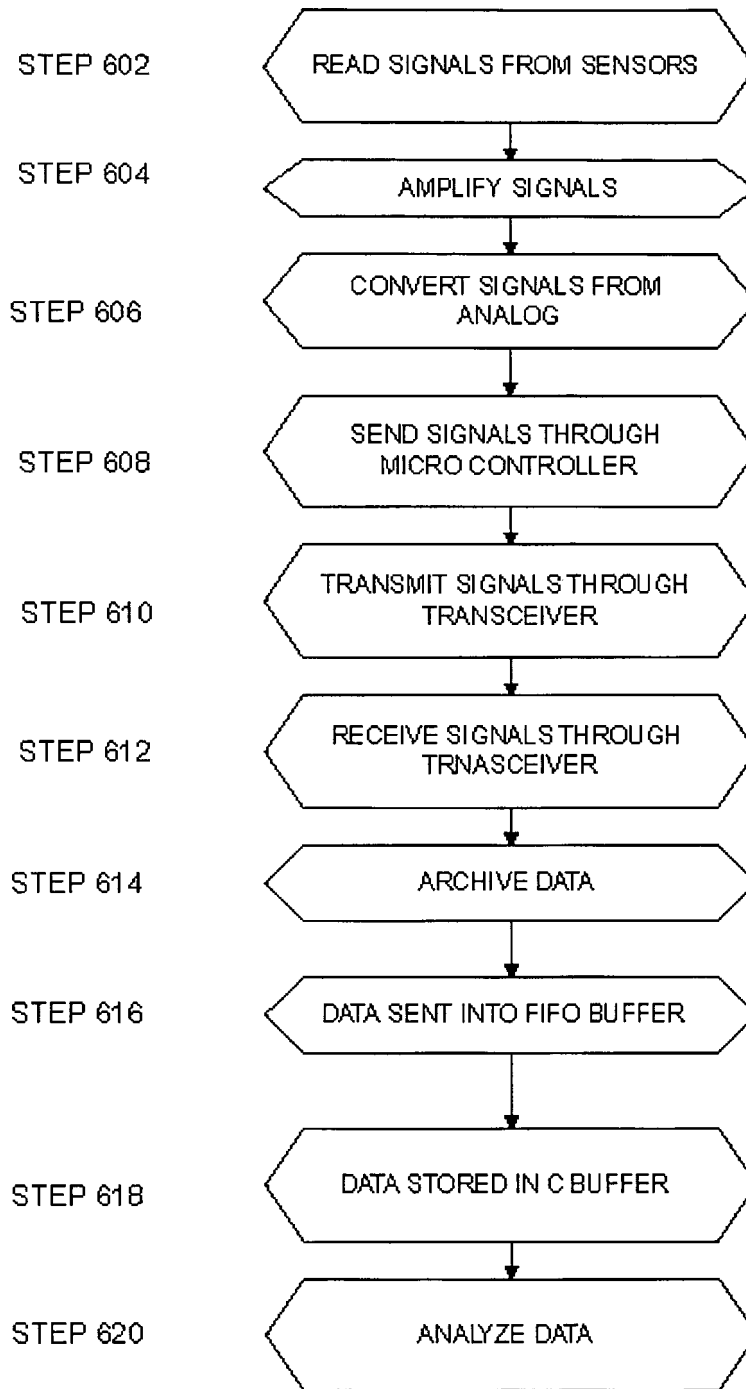 STEP 602
READ SIGNALS FROM SENSORS
STEP 604
AMPLIFY SIGNALS
STEP 606
CONVERT SIGNALS FROM
ANALOG
STEP 608
SEND SIGNALS THROUGH
MICRO CONTROLLER
STEP 610
TRANSMIT SIGNALS THROUGH
TRANSCEIVER
STEP 612
RECEIVE SIGNALS THROUGH
TRNASCEIVER
STEP 614
ARCHIVE DATA
STEP 616
DATA SENT INTO FIFO BUFFER
STEP 618
DATA STORED IN C BUFFER
STEP 620
ANALYZE DATA